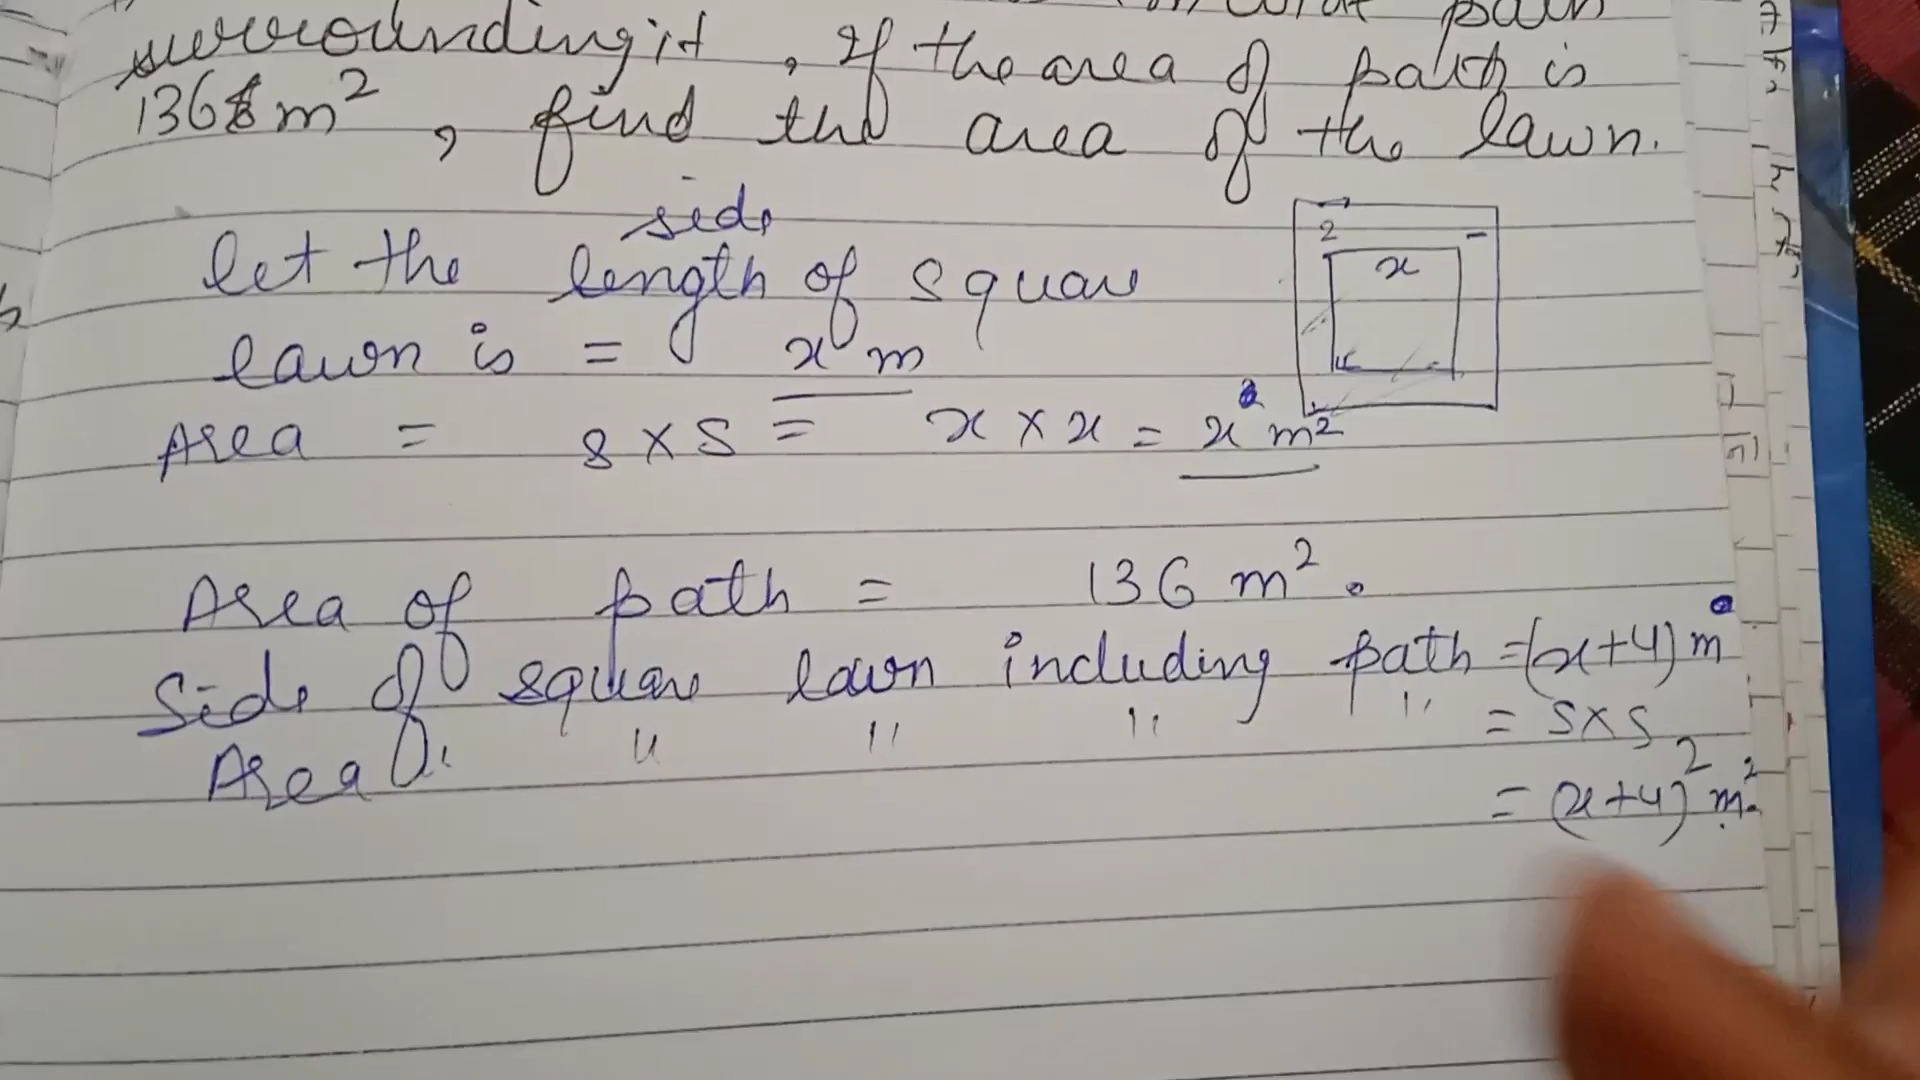 path
surrounding it, If the area of path is
136 m², find the area of the lawn.
side
let the length of square
lawn is = x m
2
x
Area = s × s = x × x = x² m²
Area of path = 136 m².
Side of square lawn including path = (x+4) m
Area " " " " " = s×s
= (x+4)² m².